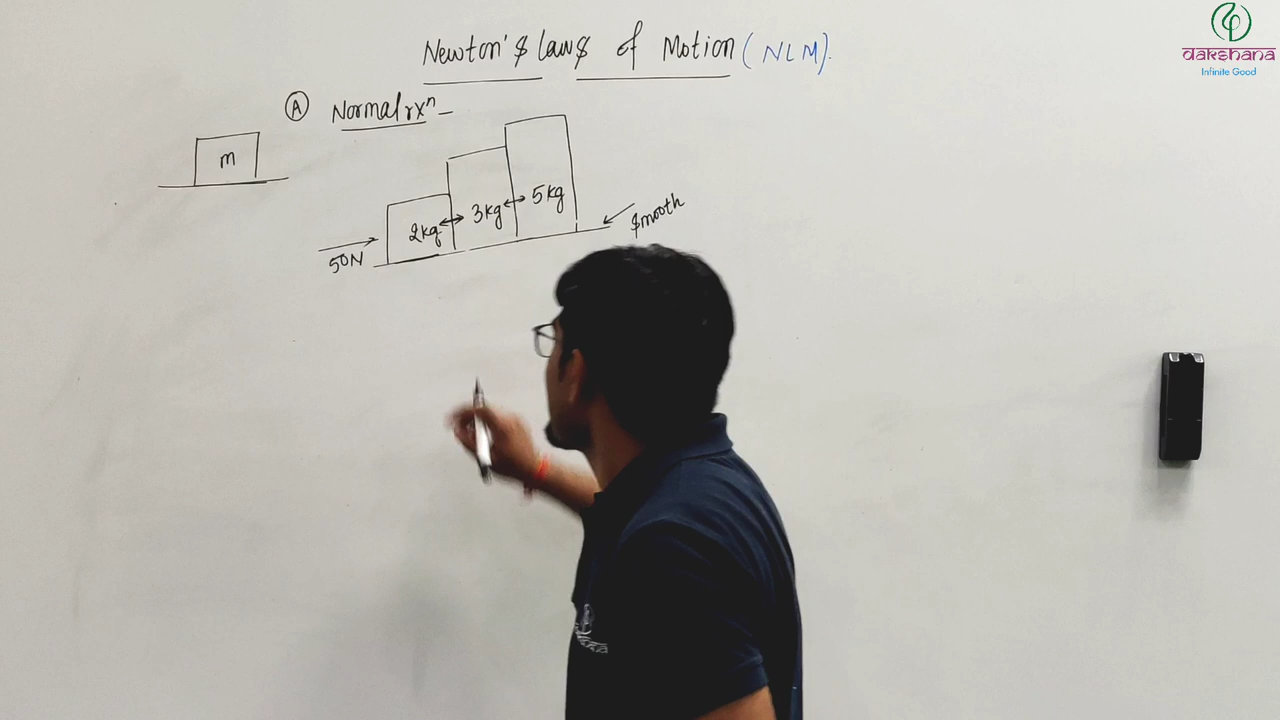 Newton's Laws of Motion (NLM).
A Normal rxⁿ -
m
2kg 3kg 5kg
50N
smooth
dakshana
Infinite Good